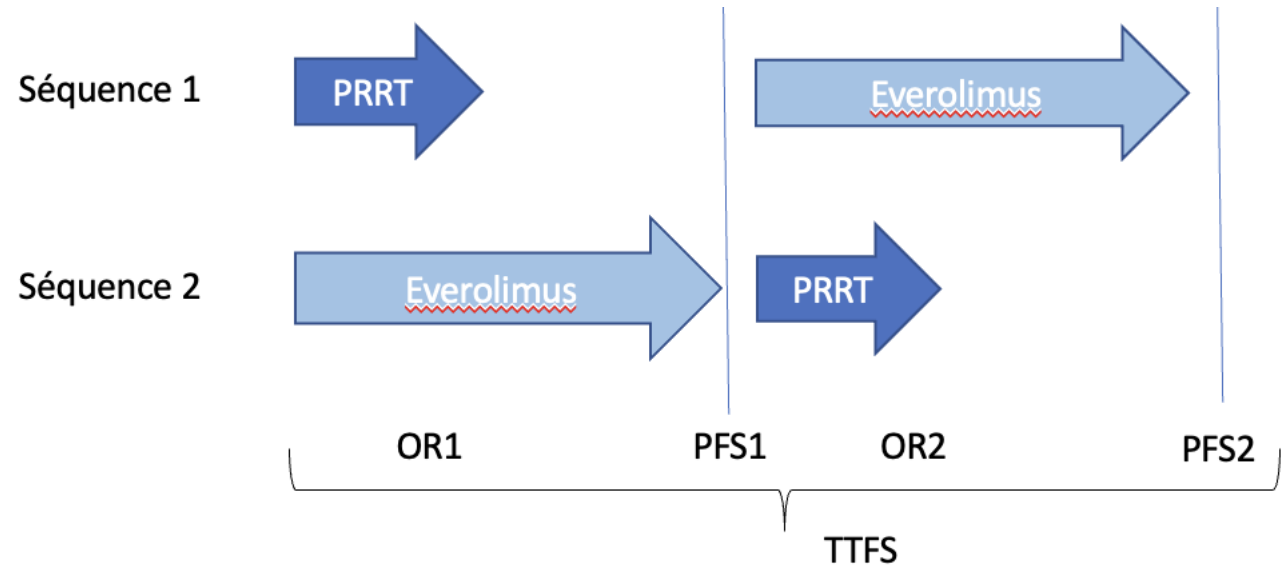 Séquence 1
PRRT
Everolimus
Séquence 2
Everolimus
PRRT
OR1
PFS1
OR2
PFS2
TTFS